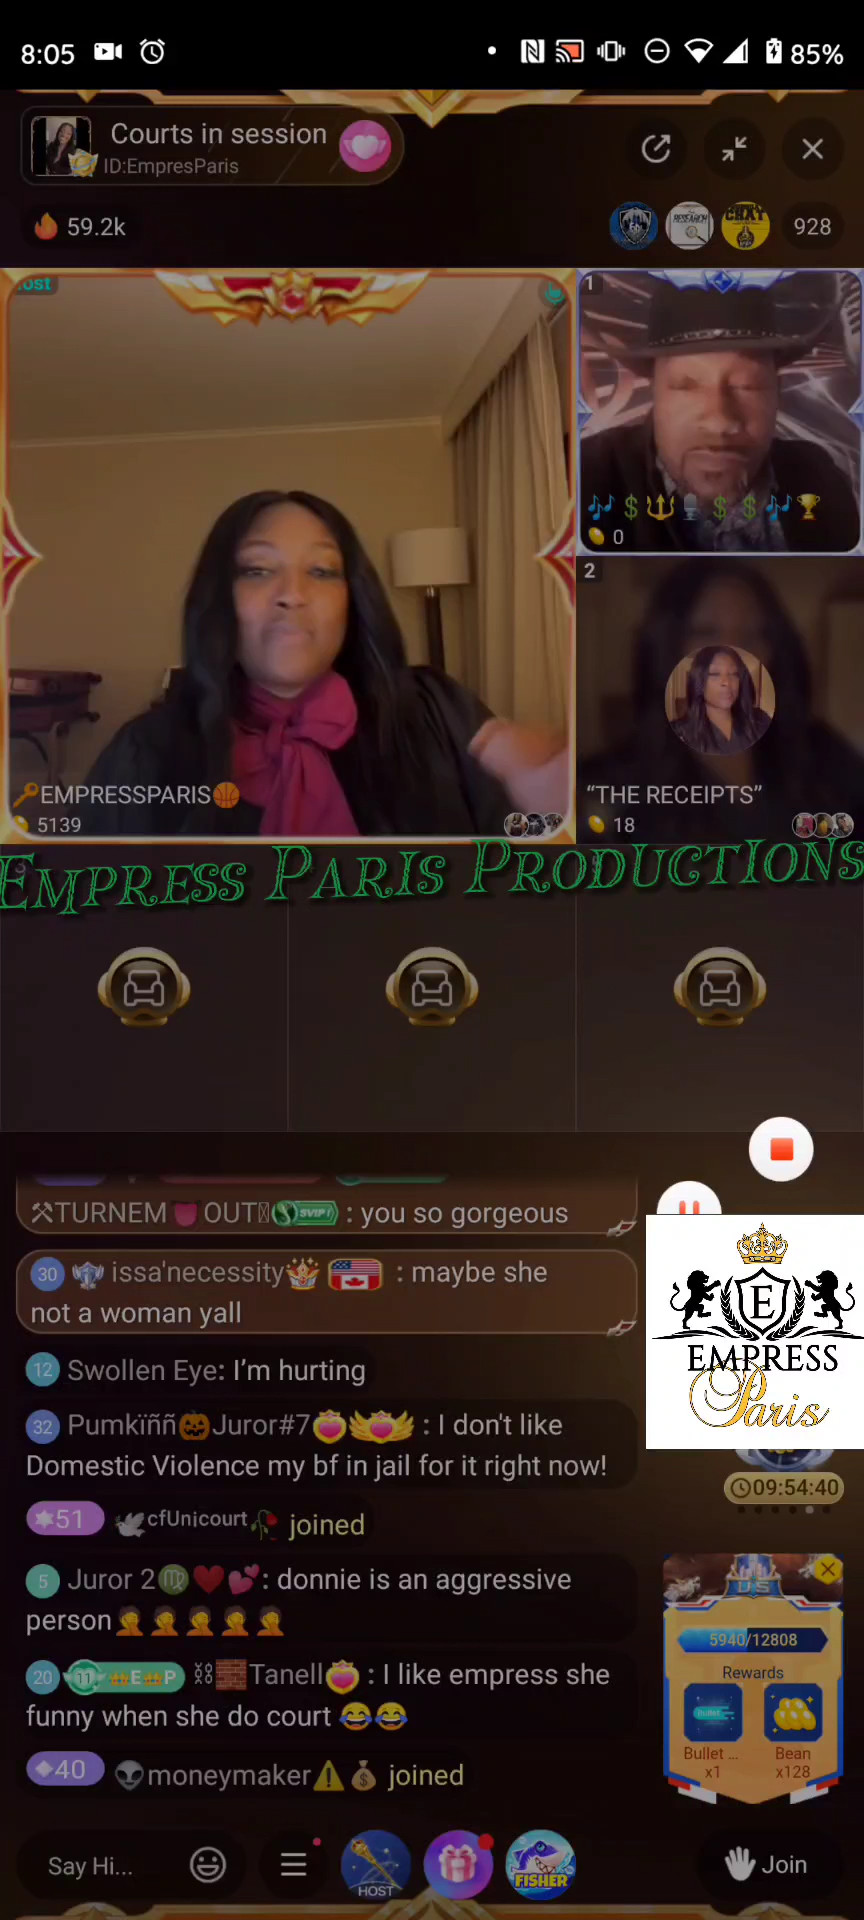 8:05
85%
Courts in session
ID:EmpresParis
59.2k
928
1
🔑EMPRESSPARIS🏀
5139
🎶💲🔱🎙💲💲🎶🏆
0
2
“THE RECEIPTS”
18
EMPRESS PARIS PRODUCTIONS
⚒TURNEM👅OUT SVIP1 : you so gorgeous
30 issa'necessity : maybe she
not a woman yall
12 Swollen Eye: I’m hurting
32 Pumkïññ🎃Juror#7 : I don't like
Domestic Violence my bf in jail for it right now!
51 🕊cfUnicourt🥀 joined
5 Juror 2♍❤️💕: donnie is an aggressive
person🤦🤦🤦🤦🤦
20 11 👑E👑P ⛓🧱Tanell : I like empress she
funny when she do court 😂😂
40 👽moneymaker⚠️💰 joined
E
EMPRESS
Paris
09:54:40
US
5940/12808
Rewards
Bullet
Bullet ...
x1
Bean
x128
Say Hi...
HOST
FISHER
Join